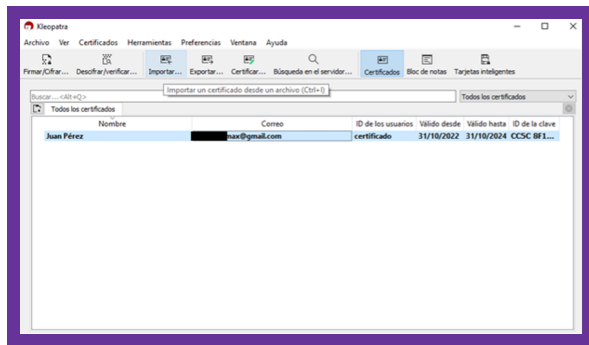 Kleopatra
Archivo Ver Certificados Herramientas Preferencias Ventana Ayuda
Firmar/Cifrar... Descifrar/verificar... Importar... Exportar... Certificar... Búsqueda en el servidor... Certificados Bloc de notas Tarjetas inteligentes
Importar un certificado desde un archivo (Ctrl+I)
Buscar...<Alt+Q> Todos los certificados
Todos los certificados
Nombre Correo ID de los usuarios Válido desde Válido hasta ID de la clave
Juan Pérez nax@gmail.com certificado 31/10/2022 31/10/2024 CC5C 8F1...